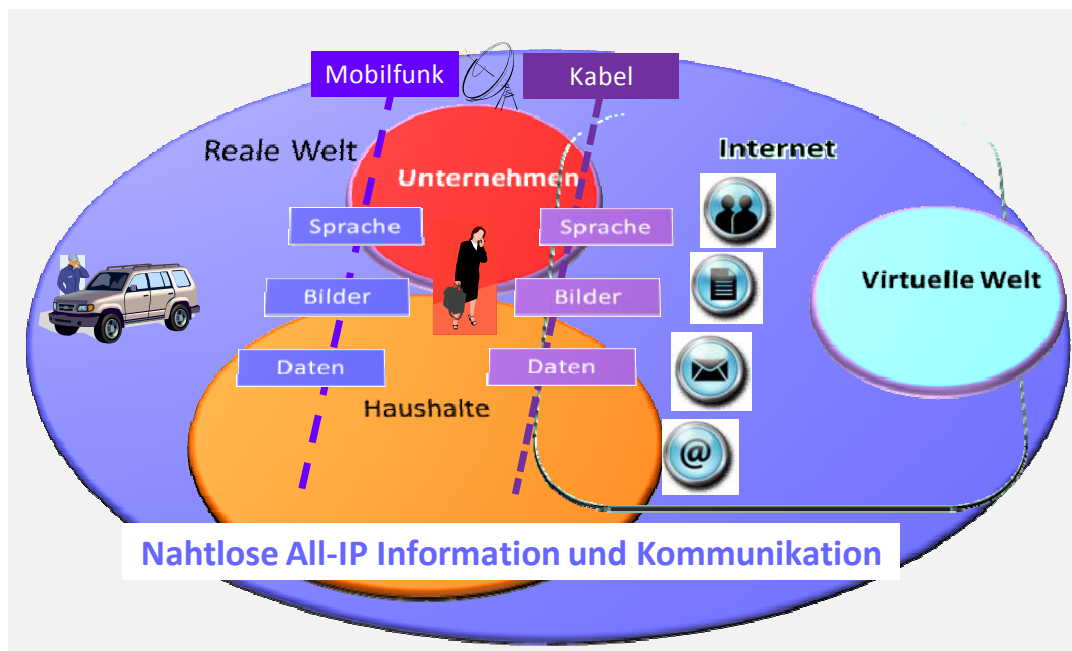 Mobilfunk
Kabel
Reale Welt
Internet
Unternehmen
Sprache
Sprache
Virtuelle Welt
Bilder
Bilder
Daten
Daten
Haushalte
@
Nahtlose All-IP Information und Kommunikation